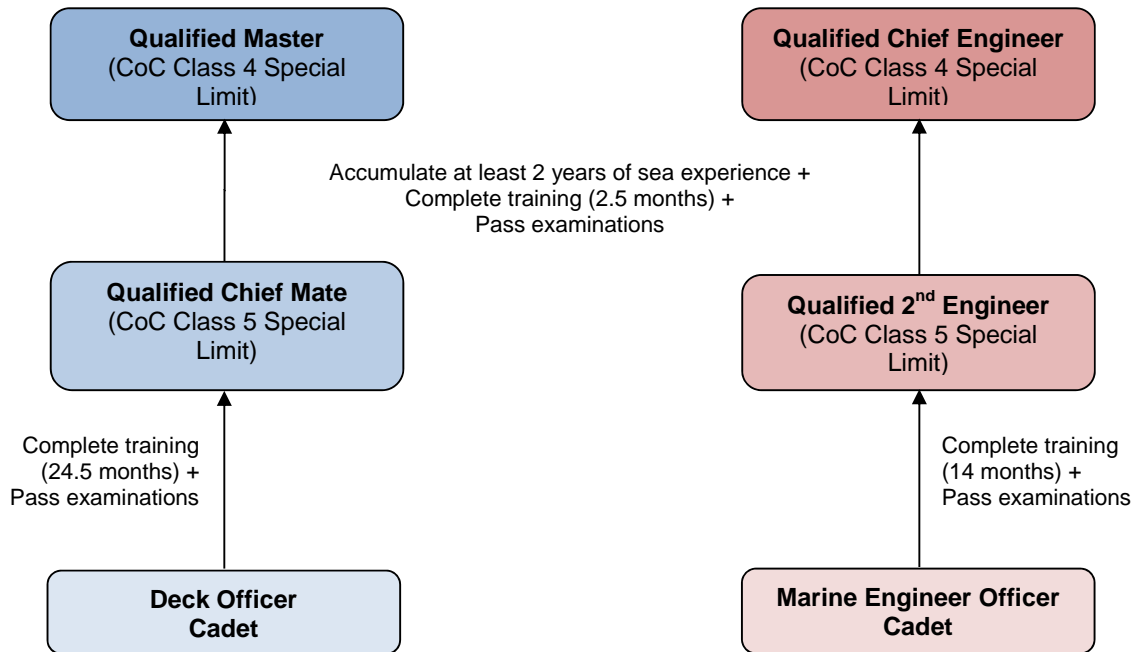 Qualified Master
(CoC Class 4 Special
Limit)
Qualified Chief Engineer
(CoC Class 4 Special
Limit)
Accumulate at least 2 years of sea experience +
Complete training (2.5 months) +
Pass examinations
Qualified Chief Mate
(CoC Class 5 Special
Limit)
Qualified 2nd Engineer
(CoC Class 5 Special
Limit)
Complete training
(24.5 months) +
Pass examinations
Complete training
(14 months) +
Pass examinations
Deck Officer
Cadet
Marine Engineer Officer
Cadet